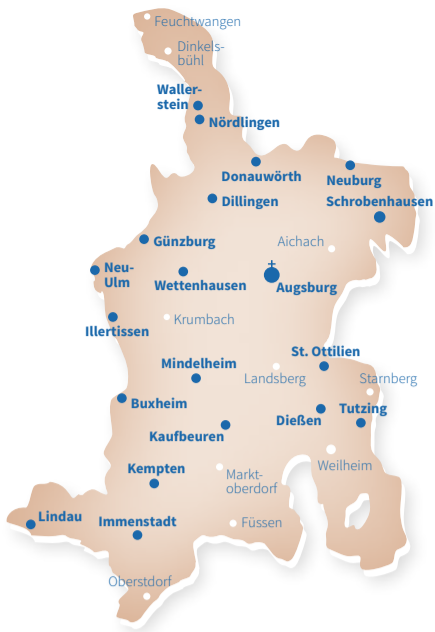 Feuchtwangen
Dinkels-
bühl
Waller-
stein
Nördlingen
Donauwörth
Neuburg
Dillingen
Schrobenhausen
Günzburg
Aichach
Neu-
Ulm
Wettenhausen
Augsburg
Krumbach
Illertissen
St. Ottilien
Mindelheim
Landsberg
Starnberg
Buxheim
Dießen
Tutzing
Kaufbeuren
Kempten
Markt-
oberdorf
Weilheim
Lindau
Immenstadt
Füssen
Oberstdorf